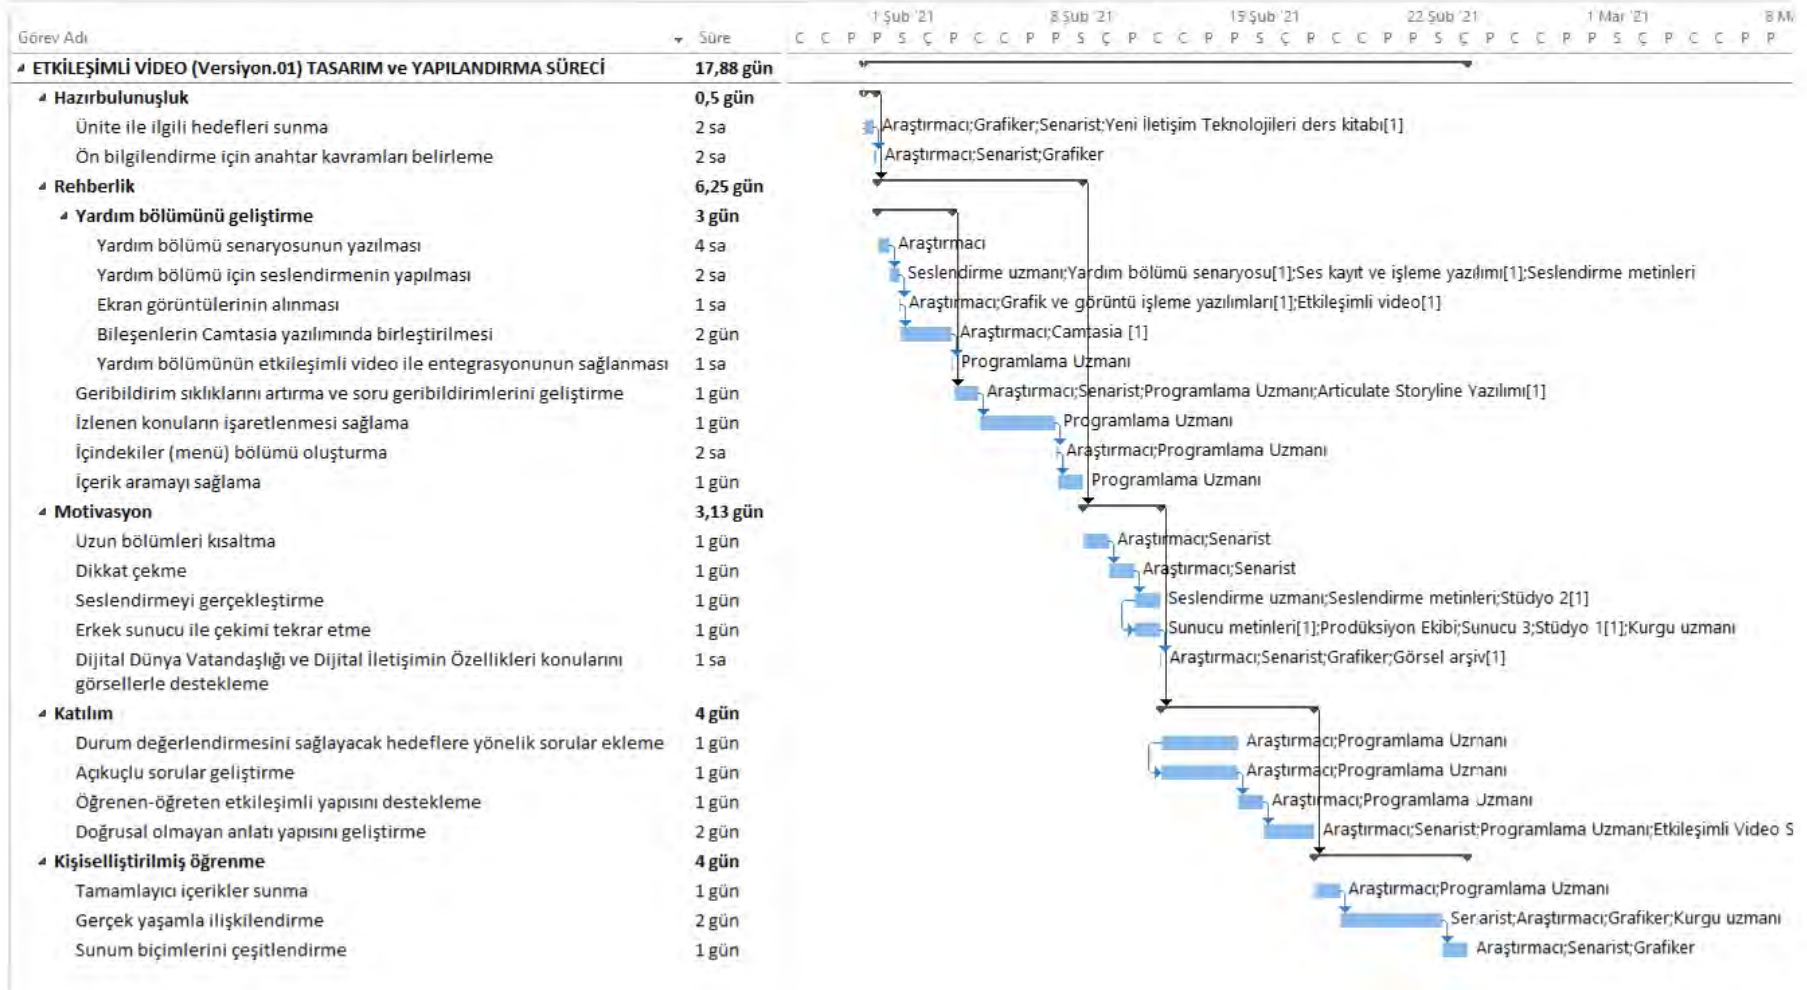 1 Şub '21 8 Şub '21 15 Şub '21 22 Şub '21 1 Mar '21
Görev Adı Süre C C P P S Ç P C C P P S Ç P C C P P S Ç P C C P P S Ç P C C P P S Ç P C C P P
ETKİLEŞİMLİ VİDEO (Versiyon.01) TASARIM ve YAPILANDIRMA SÜRECİ 17,88 gün
Hazırbulunuşluk 0,5 gün
Ünite ile ilgili hedefleri sunma 2 sa Araştırmacı;Grafiker;Senarist;Yeni İletişim Teknolojileri ders kitabı[1]
Ön bilgilendirme için anahtar kavramları belirleme 2 sa Araştırmacı;Senarist;Grafiker
Rehberlik 6,25 gün
Yardım bölümünü geliştirme 3 gün
Yardım bölümü senaryosunun yazılması 4 sa Araştırmacı
Yardım bölümü için seslendirmenin yapılması 2 sa Seslendirme uzmanı;Yardım bölümü senaryosu[1];Ses kayıt ve işleme yazılımı[1];Seslendirme metinleri
Ekran görüntülerinin alınması 1 sa Araştırmacı;Grafik ve görüntü işleme yazılımları[1];Etkileşimli video[1]
Bileşenlerin Camtasia yazılımında birleştirilmesi 2 gün Araştırmacı;Camtasia [1]
Yardım bölümünün etkileşimli video ile entegrasyonunun sağlanması 1 sa Programlama Uzmanı
Geribildirim sıklıklarını artırma ve soru geribildirimlerini geliştirme 1 gün Araştırmacı;Senarist;Programlama Uzmanı;Articulate Storyline Yazılımı[1]
İzlenen konuların işaretlenmesi sağlama 1 gün Programlama Uzmanı
İçindekiler (menü) bölümü oluşturma 2 sa Araştırmacı;Programlama Uzmanı
İçerik aramayı sağlama 1 gün Programlama Uzmanı
Motivasyon 3,13 gün
Uzun bölümleri kısaltma 1 gün Araştırmacı;Senarist
Dikkat çekme 1 gün Araştırmacı;Senarist
Seslendirmeyi gerçekleştirme 1 gün Seslendirme uzmanı;Seslendirme metinleri;Stüdyo 2[1]
Erkek sunucu ile çekimi tekrar etme 1 gün Sunucu metinleri[1];Prodüksiyon Ekibi;Sunucu 3;Stüdyo 1[1];Kurgu uzmanı
Dijital Dünya Vatandaşlığı ve Dijital İletişimin Özellikleri konularını 1 sa Araştırmacı;Senarist;Grafiker;Görsel arşiv[1]
görsellerle destekleme
Katılım 4 gün
Durum değerlendirmesini sağlayacak hedeflere yönelik sorular ekleme 1 gün Araştırmacı;Programlama Uzmanı
Açıkuçlu sorular geliştirme 1 gün Araştırmacı;Programlama Uzmanı
Öğrenen-öğreten etkileşimli yapısını destekleme 1 gün Araştırmacı;Programlama Uzmanı
Doğrusal olmayan anlatı yapısını geliştirme 2 gün Araştırmacı;Senarist;Programlama Uzmanı;Etkileşimli Video S
Kişiselliştirilmiş öğrenme 4 gün
Tamamlayıcı içerikler sunma 1 gün Araştırmacı;Programlama Uzmanı
Gerçek yaşamla ilişkilendirme 2 gün Senarist;Araştırmacı;Grafiker;Kurgu uzmanı
Sunum biçimlerini çeşitlendirme 1 gün Araştırmacı;Senarist;Grafiker